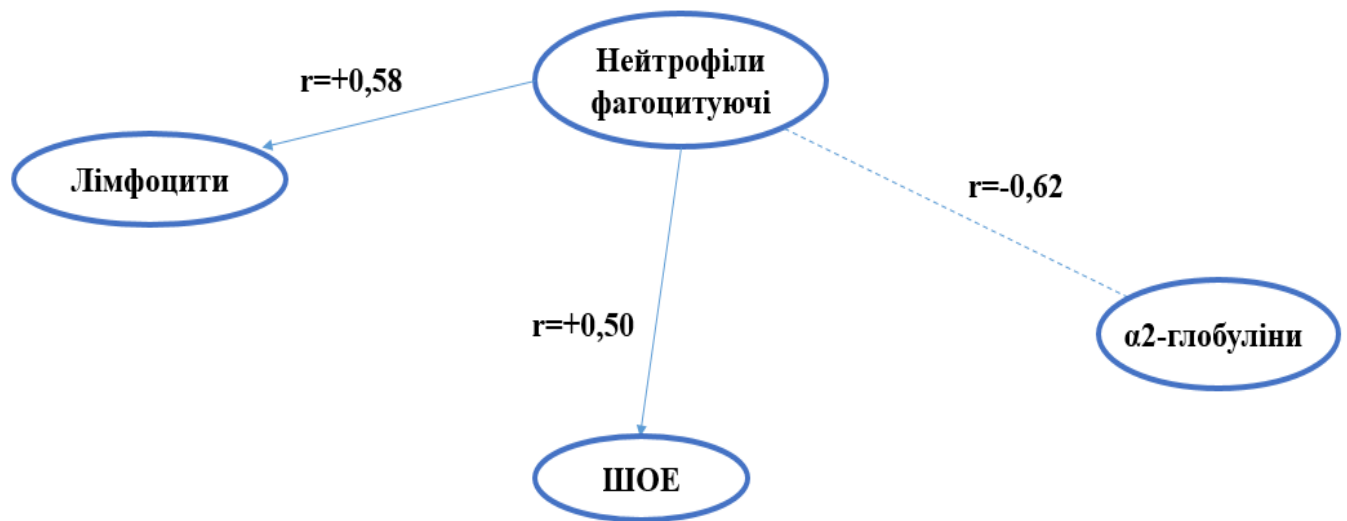 Нейтрофіли
фагоцитуючі
r=+0,58
Лімфоцити
r=-0,62
r=+0,50
α2-глобуліни
ШОЕ